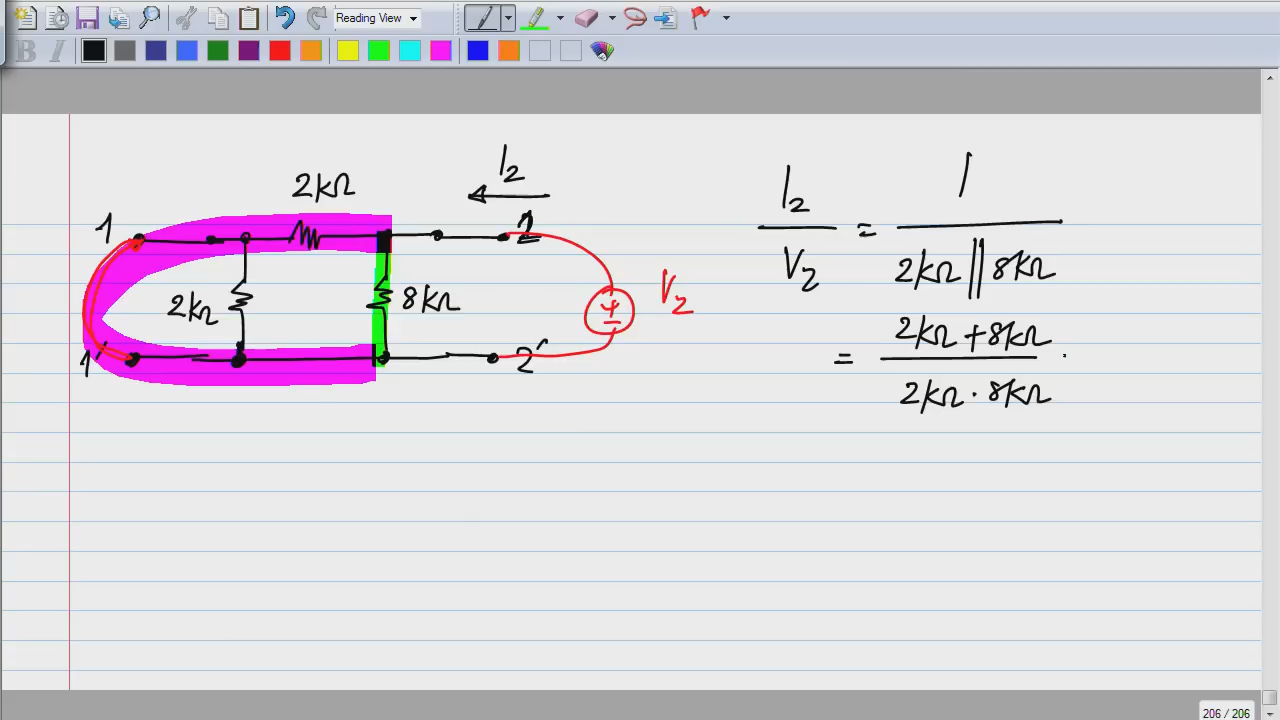 Reading View
B I
I2
2kΩ
1
2
2kΩ
8kΩ
+
−
V2
1′
2′
I2 / V2 = 1 / 2kΩ || 8kΩ
= 2kΩ + 8kΩ / 2kΩ · 8kΩ
206 / 206